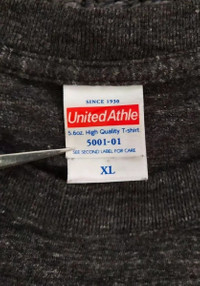 SINCE 1930
United Athle
5.6oz. High Quality T-shirt
5001-01
SEE SECOND LABEL FOR CARE
XL